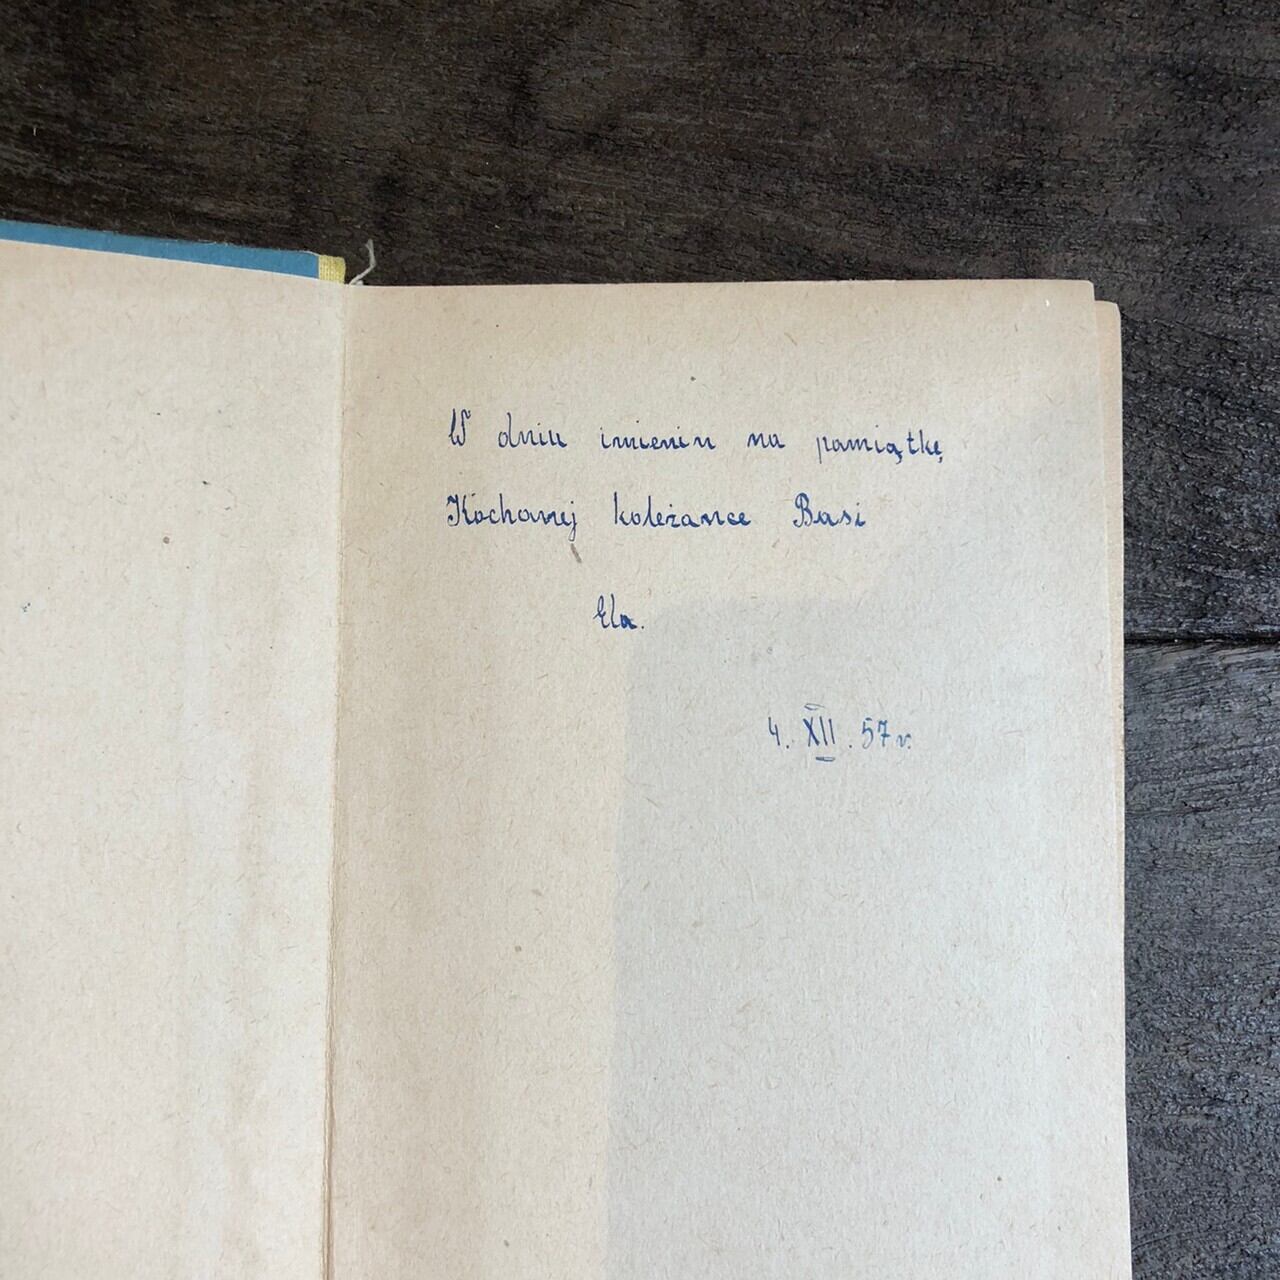 W dniu imienin na pamiątkę
Kochanej koleżance Basi
Ela.
4. XII. 57 r.